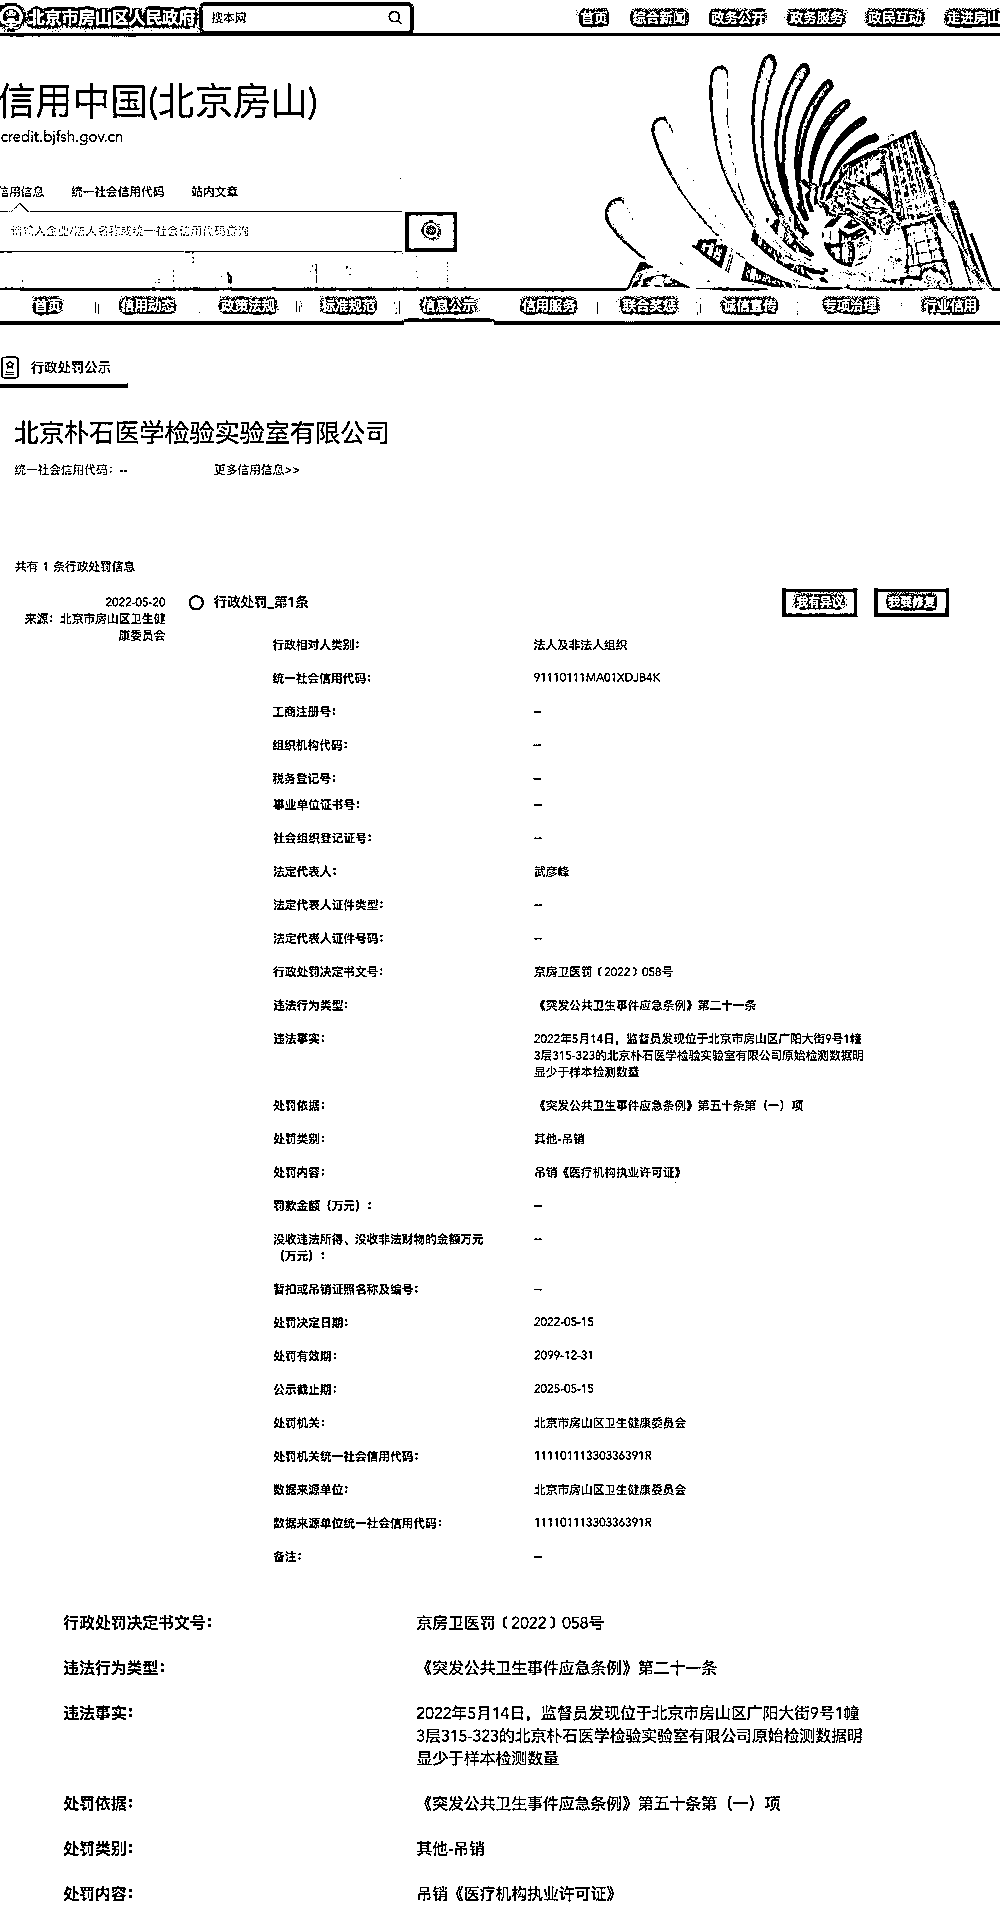 北京市房山区人民政府
搜本网
首页 综合新闻 政务公开 政务服务 政民互动 走进房山
信用中国(北京房山)
credit.bjfsh.gov.cn
信用信息 统一社会信用代码 站内文章
请输入企业/法人名称或统一社会信用代码查询
首页 信用动态 政策法规 标准规范 信息公示 信用服务 联合奖惩 诚信宣传 专项治理 行业信用
行政处罚公示
北京朴石医学检验实验室有限公司
统一社会信用代码：-- 更多信用信息>>
共有 1 条行政处罚信息
2022-05-20 行政处罚_第1条 我有异议 我要修复
来源：北京市房山区卫生健
康委员会
行政相对人类别： 法人及非法人组织
统一社会信用代码： 91110111MA01XDJB4K
工商注册号： --
组织机构代码： --
税务登记号： --
事业单位证书号： --
社会组织登记证号： --
法定代表人： 武彦峰
法定代表人证件类型： --
法定代表人证件号码： --
行政处罚决定书文号： 京房卫医罚〔2022〕058号
违法行为类型： 《突发公共卫生事件应急条例》第二十一条
违法事实： 2022年5月14日，监督员发现位于北京市房山区广阳大街9号1幢
3层315-323的北京朴石医学检验实验室有限公司原始检测数据明
显少于样本检测数量
处罚依据： 《突发公共卫生事件应急条例》第五十条第（一）项
处罚类别： 其他-吊销
处罚内容： 吊销《医疗机构执业许可证》
罚款金额（万元）： --
没收违法所得、没收非法财物的金额万元 --
（万元）：
暂扣或吊销证照名称及编号： --
处罚决定日期： 2022-05-15
处罚有效期： 2099-12-31
公示截止期： 2025-05-15
处罚机关： 北京市房山区卫生健康委员会
处罚机关统一社会信用代码： 11110111330336391R
数据来源单位： 北京市房山区卫生健康委员会
数据来源单位统一社会信用代码： 11110111330336391R
备注： --
行政处罚决定书文号： 京房卫医罚〔2022〕058号
违法行为类型： 《突发公共卫生事件应急条例》第二十一条
违法事实： 2022年5月14日，监督员发现位于北京市房山区广阳大街9号1幢
3层315-323的北京朴石医学检验实验室有限公司原始检测数据明
显少于样本检测数量
处罚依据： 《突发公共卫生事件应急条例》第五十条第（一）项
处罚类别： 其他-吊销
处罚内容： 吊销《医疗机构执业许可证》